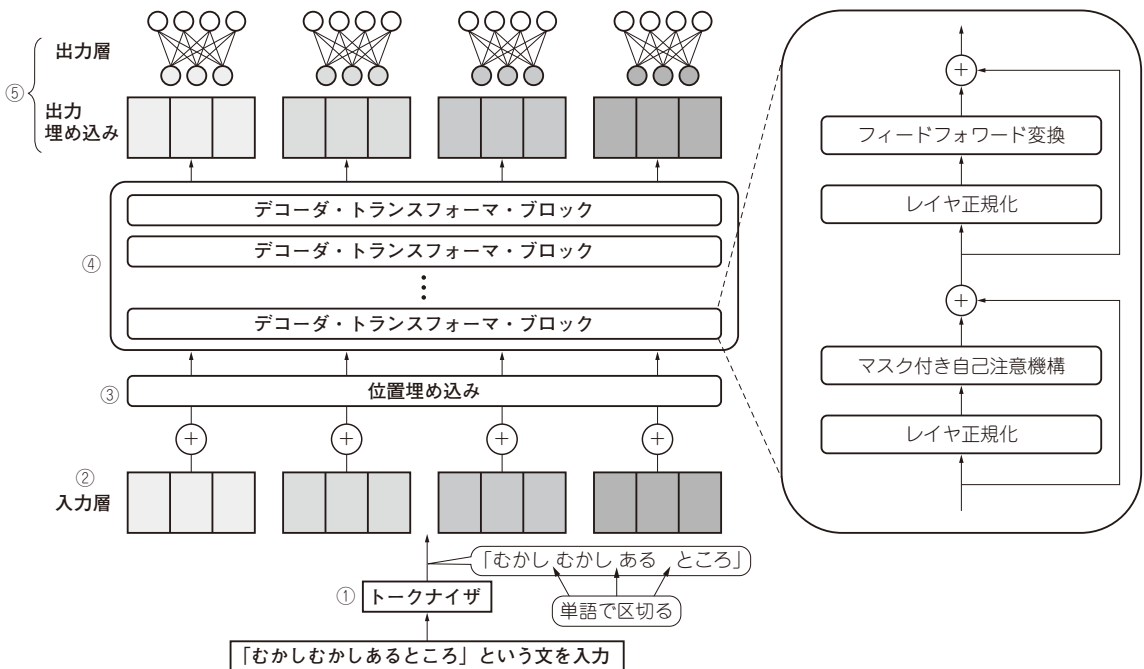 出力層
⑤
出力
埋め込み
デコーダ・トランスフォーマ・ブロック
デコーダ・トランスフォーマ・ブロック
④
⋮
デコーダ・トランスフォーマ・ブロック
③
位置埋め込み
+ + + +
②
入力層
「むかし むかし ある ところ」
①
トークナイザ
単語で区切る
「むかしむかしあるところ」という文を入力
+
フィードフォワード変換
レイヤ正規化
+
マスク付き自己注意機構
レイヤ正規化